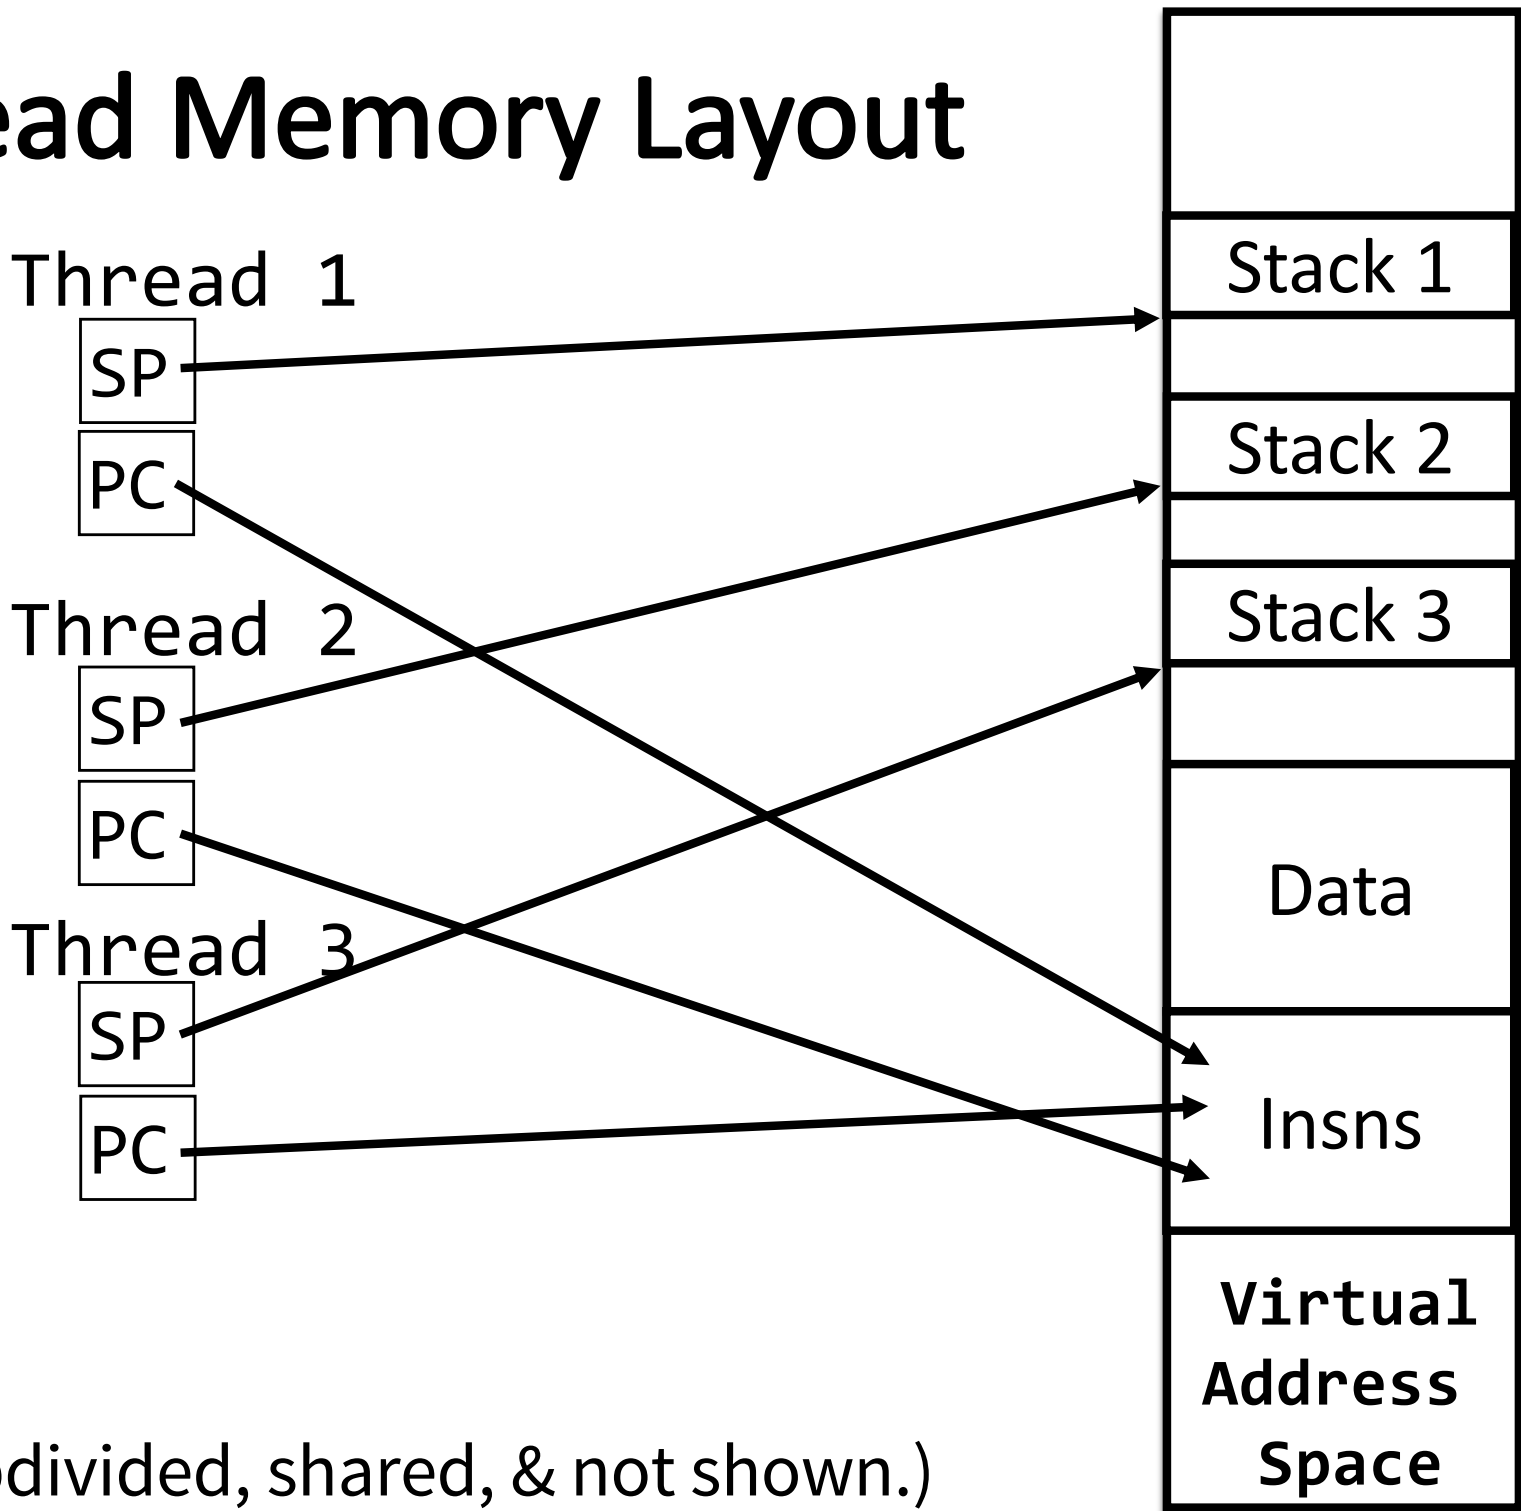 ead Memory Layout
Thread 1
SP
PC
Thread 2
SP
PC
Thread 3
SP
PC
Stack 1
Stack 2
Stack 3
Data
Insns
Virtual
Address
Space
divided, shared, & not shown.)